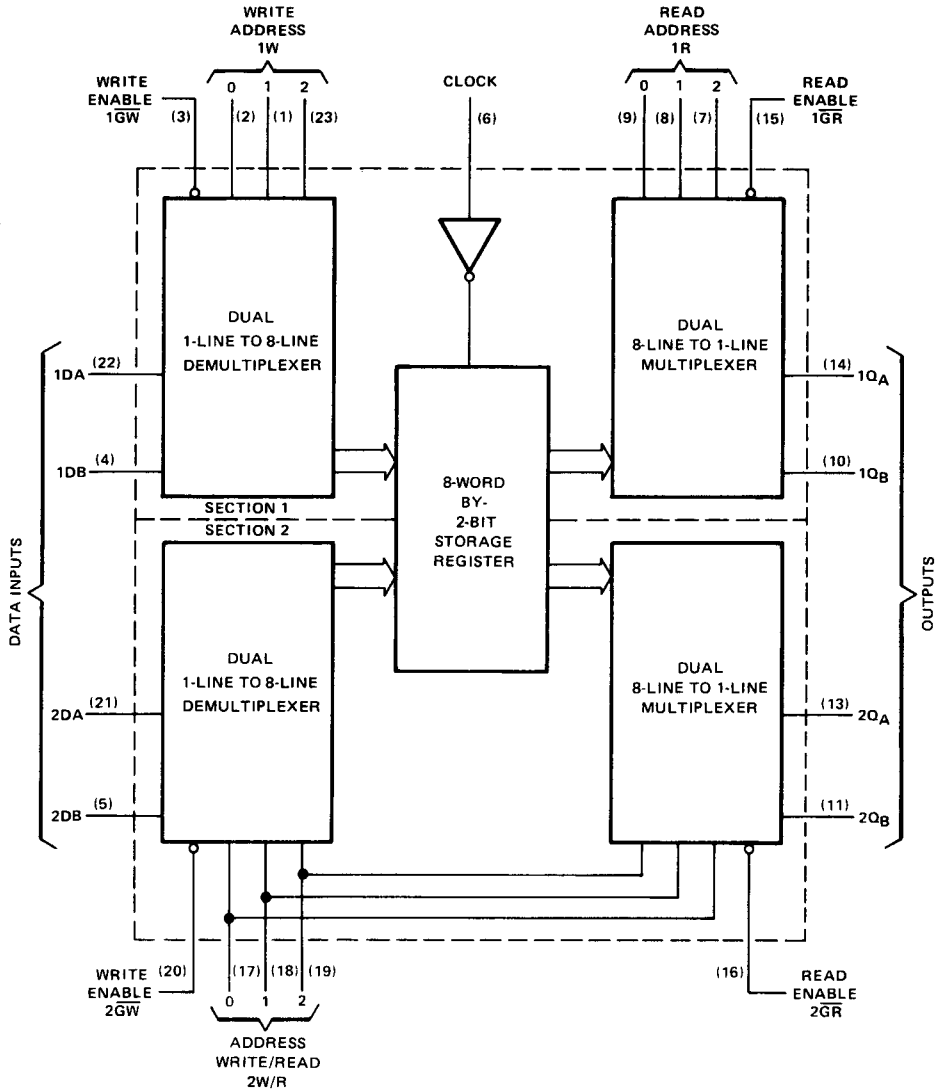 WRITE
ADDRESS
1W
READ
ADDRESS
1R
WRITE
ENABLE
1G̅W̅
0 1 2
CLOCK
0 1 2
READ
ENABLE
1G̅R̅
(3) (2) (1) (23)
(6)
(9) (8) (7) (15)
DUAL
1-LINE TO 8-LINE
DEMULTIPLEXER
DUAL
8-LINE TO 1-LINE
MULTIPLEXER
1DA (22)
(14) 1QA
1DB (4)
(10) 1QB
8-WORD
BY-
2-BIT
STORAGE
REGISTER
SECTION 1
SECTION 2
DATA INPUTS
OUTPUTS
DUAL
1-LINE TO 8-LINE
DEMULTIPLEXER
DUAL
8-LINE TO 1-LINE
MULTIPLEXER
2DA (21)
(13) 2QA
2DB (5)
(11) 2QB
WRITE
ENABLE
2G̅W̅
(20) (17) (18) (19)
(16)
READ
ENABLE
2G̅R̅
0 1 2
ADDRESS
WRITE/READ
2W/R